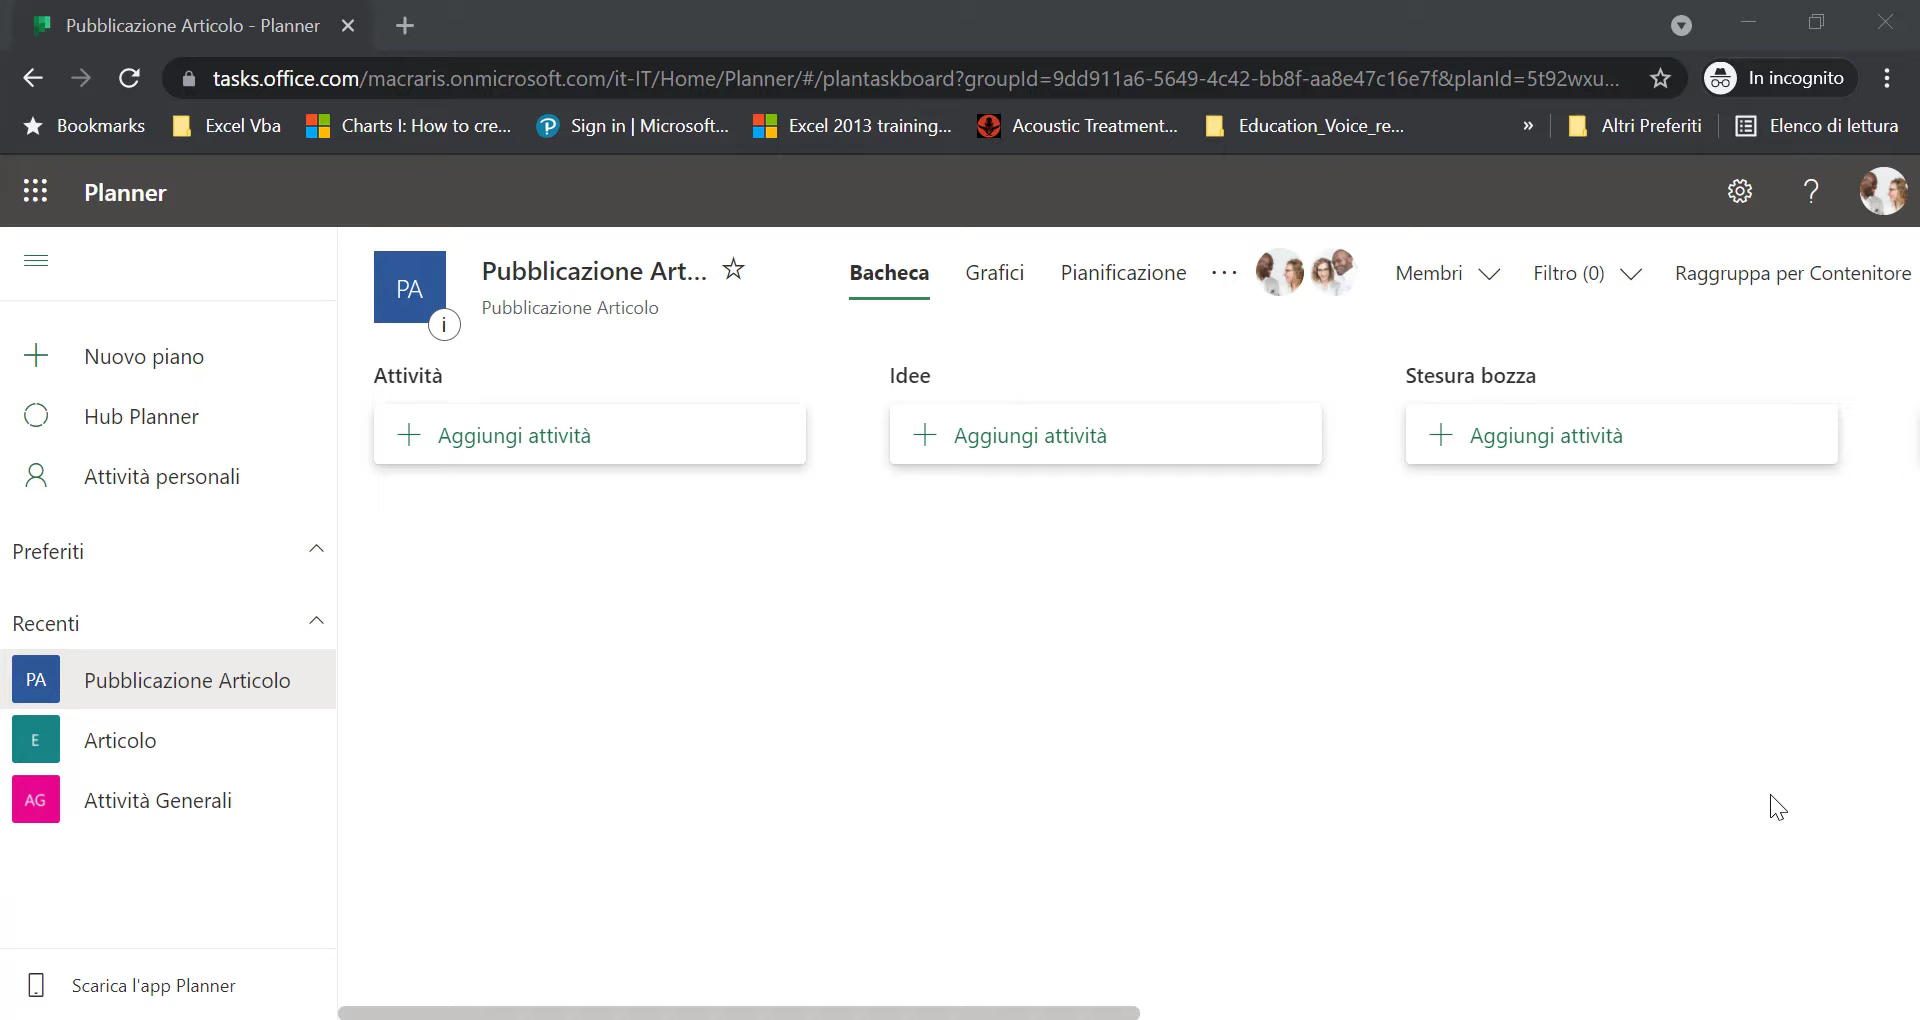 Pubblicazione Articolo - Planner
tasks.office.com/macraris.onmicrosoft.com/it-IT/Home/Planner/#/plantaskboard?groupId=9dd911a6-5649-4c42-bb8f-aa8e47c16e7f&planId=5t92wxu...
In incognito
Bookmarks
Excel Vba
Charts I: How to cre...
Sign in | Microsoft...
Excel 2013 training...
Acoustic Treatment...
Education_Voice_re...
»
Altri Preferiti
Elenco di lettura
Planner
?
PA
i
Pubblicazione Art...
Pubblicazione Articolo
Bacheca
Grafici
Pianificazione
...
Membri
Filtro (0)
Raggruppa per Contenitore
Nuovo piano
Hub Planner
Attività personali
Preferiti
Recenti
PA Pubblicazione Articolo
E Articolo
AG Attività Generali
Scarica l'app Planner
Attività
Aggiungi attività
Idee
Aggiungi attività
Stesura bozza
Aggiungi attività